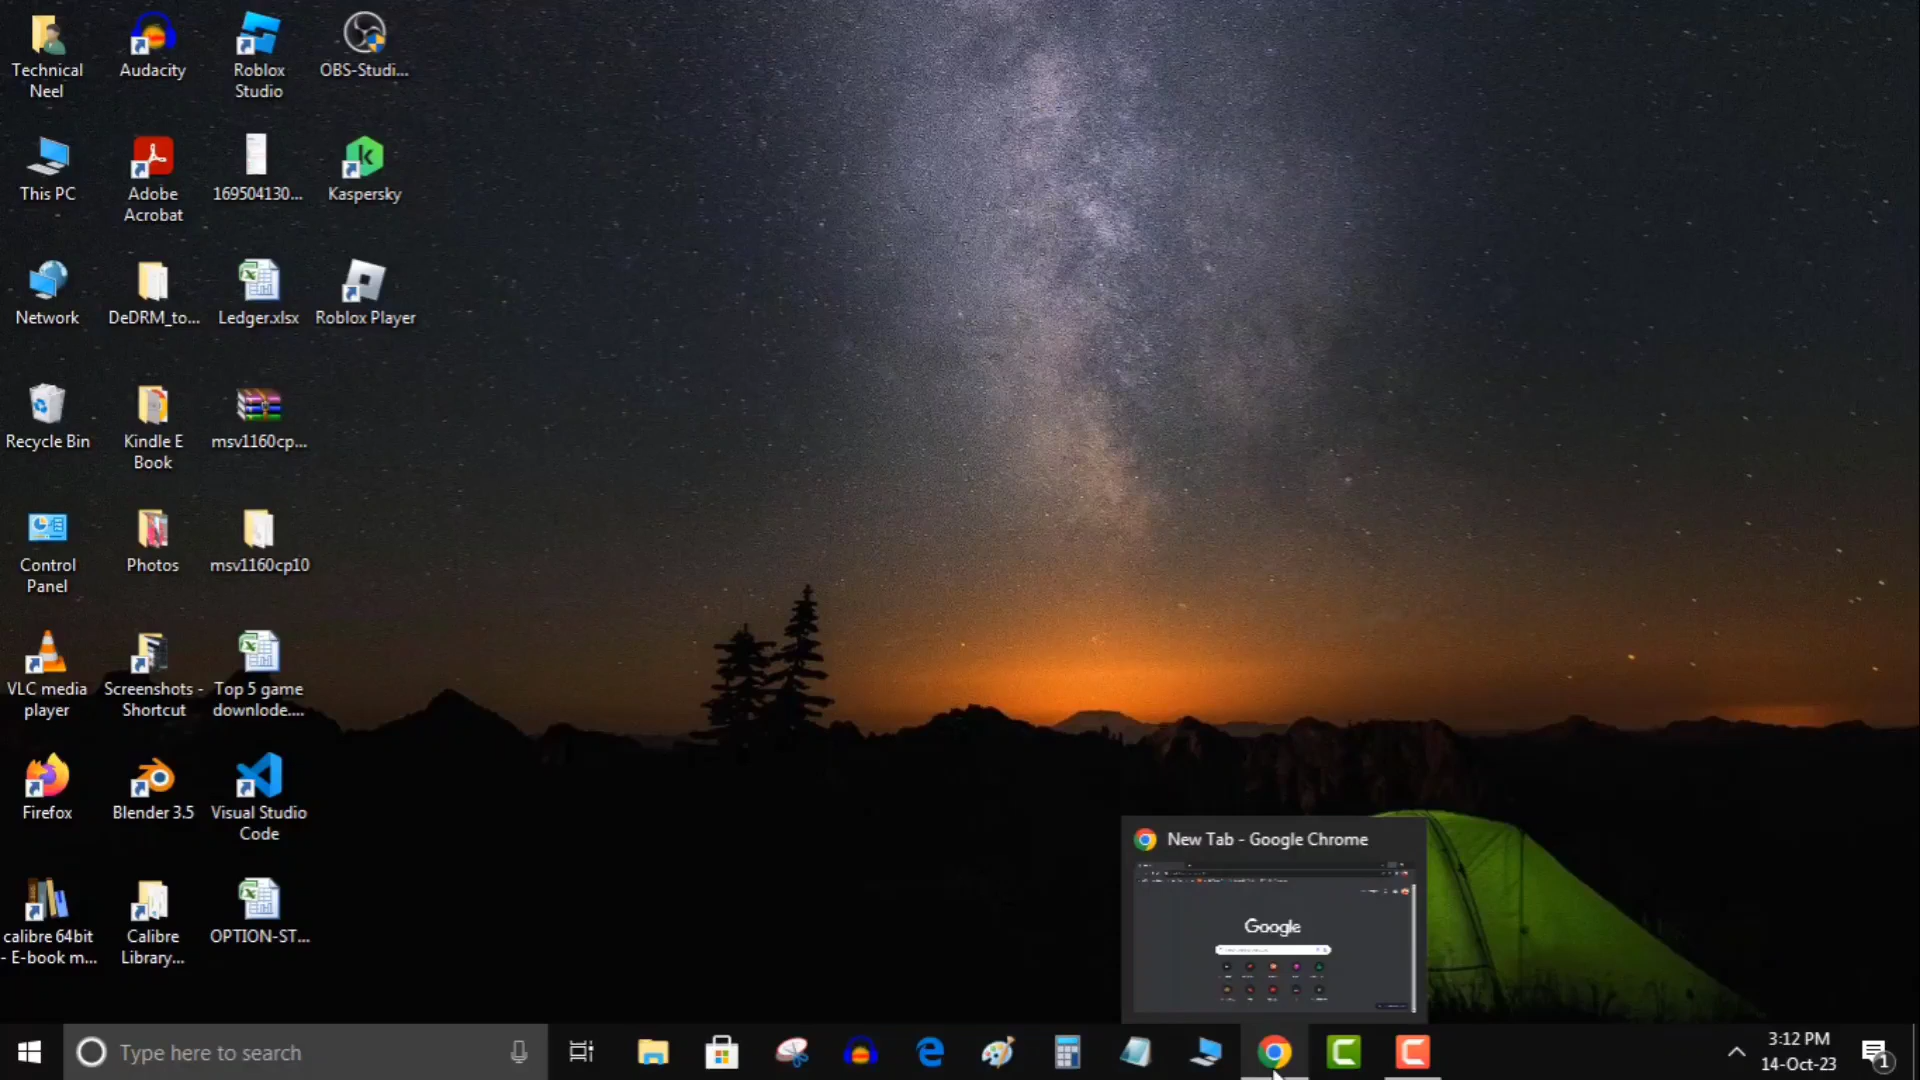 Technical
Neel
Audacity
Roblox
Studio
OBS-Studi...
This PC
Adobe
Acrobat
169504130...
Kaspersky
Network
DeDRM_to...
Ledger.xlsx
Roblox Player
Recycle Bin
Kindle E
Book
msv1160cp...
Control
Panel
Photos
msv1160cp10
VLC media
player
Screenshots -
Shortcut
Top 5 game
downlode....
Firefox
Blender 3.5
Visual Studio
Code
calibre 64bit
- E-book m...
Calibre
Library...
OPTION-ST...
New Tab - Google Chrome
Google
Type here to search
3:12 PM
14-Oct-23
1